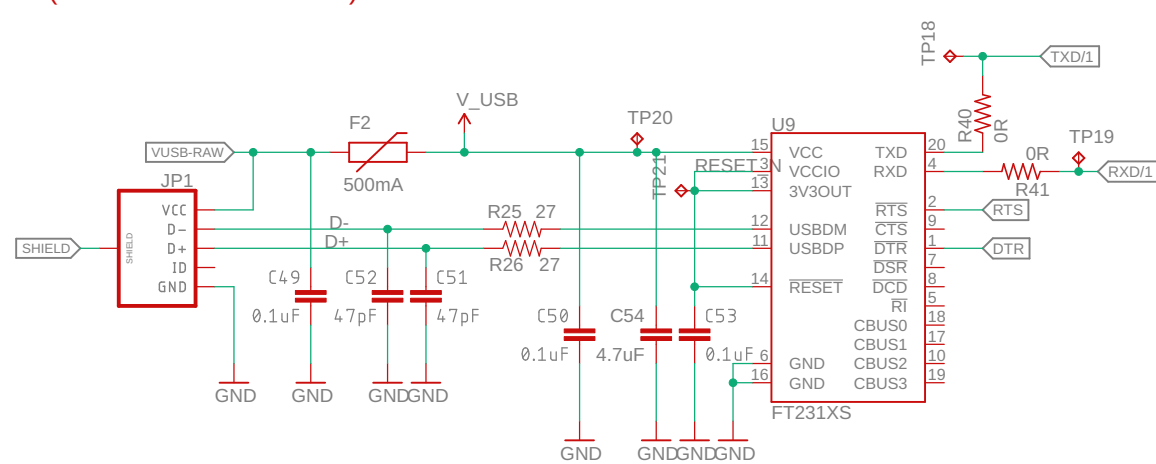 TP18
TXD/1
R40
0R
V_USB
F2
500mA
VUSB-RAW
TP20
TP21
RESET_N
U9
TP19
0R
R41
RXD/1
JP1
SHIELD
SHIELD
VCC
D-
D+
ID
GND
D-
D+
R25 27
R26 27
15 VCC
3 VCCIO
13 3V3OUT
12 USBDM
11 USBDP
14 RESET
6 GND
16 GND
TXD 20
RXD 4
RTS 2
CTS 9
DTR 1
DSR 7
DCD 8
RI 5
CBUS0 18
CBUS1 17
CBUS2 10
CBUS3 19
RTS
DTR
C49
0.1uF
C52
47pF
C51
47pF
C50
0.1uF
C54
4.7uF
C53
0.1uF
FT231XS
GND
GND
GND
GND
GND
GND
GND
GND